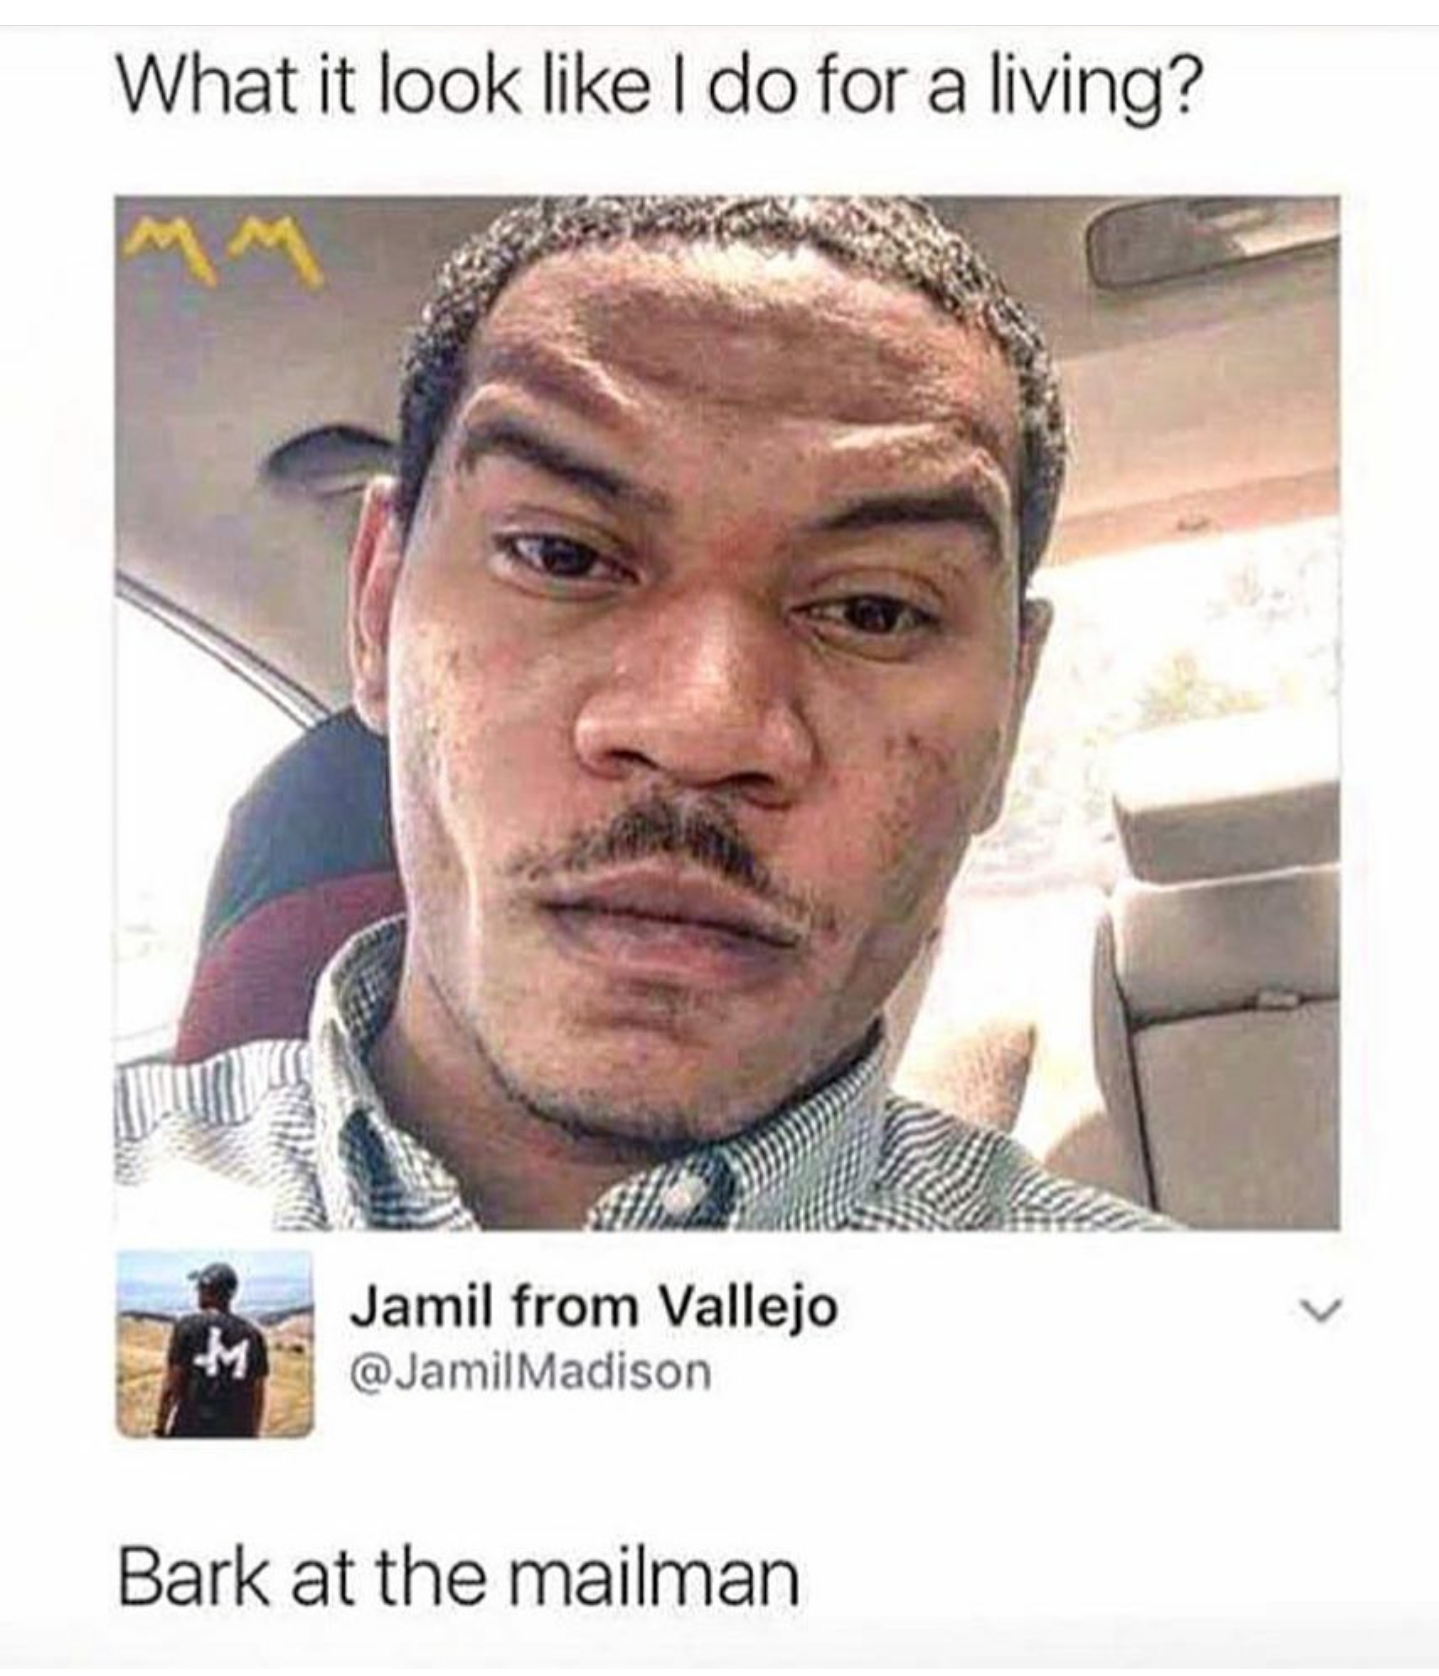 What it look like I do for a living?
Jamil from Vallejo
@JamilMadison
Bark at the mailman